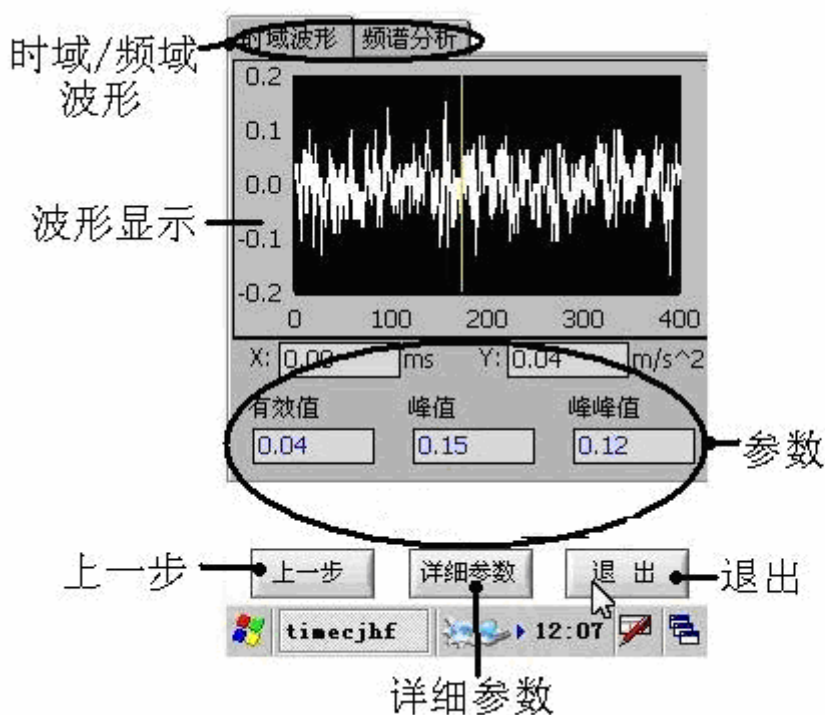 时域波形 频谱分析
时域/频域
波形
0.2
0.1
0.0
-0.1
-0.2
波形显示
0 100 200 300 400
X: 0.00 ms Y: 0.04 m/s^2
有效值 峰值 峰峰值
0.04 0.15 0.12
参数
上一步 上一步 详细参数 退 出 退出
timecjhf 12:07
详细参数